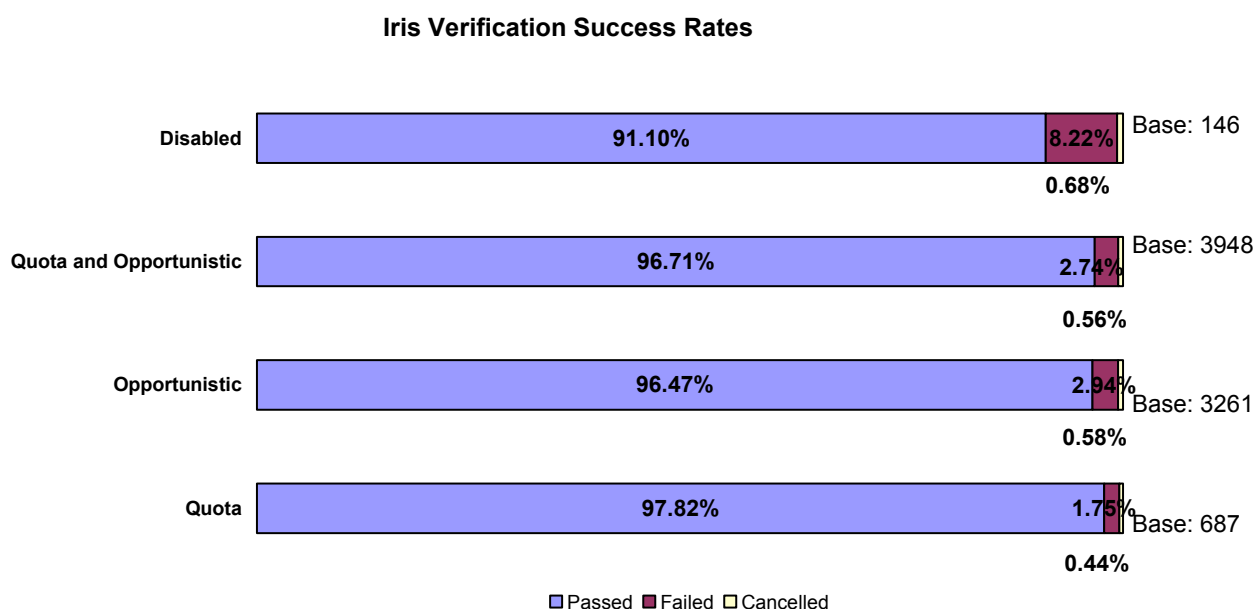 Iris Verification Success Rates
Disabled
91.10%
8.22%
Base: 146
0.68%
Quota and Opportunistic
96.71%
2.74%
Base: 3948
0.56%
Opportunistic
96.47%
2.94%
Base: 3261
0.58%
Quota
97.82%
1.75%
Base: 687
0.44%
Passed Failed Cancelled